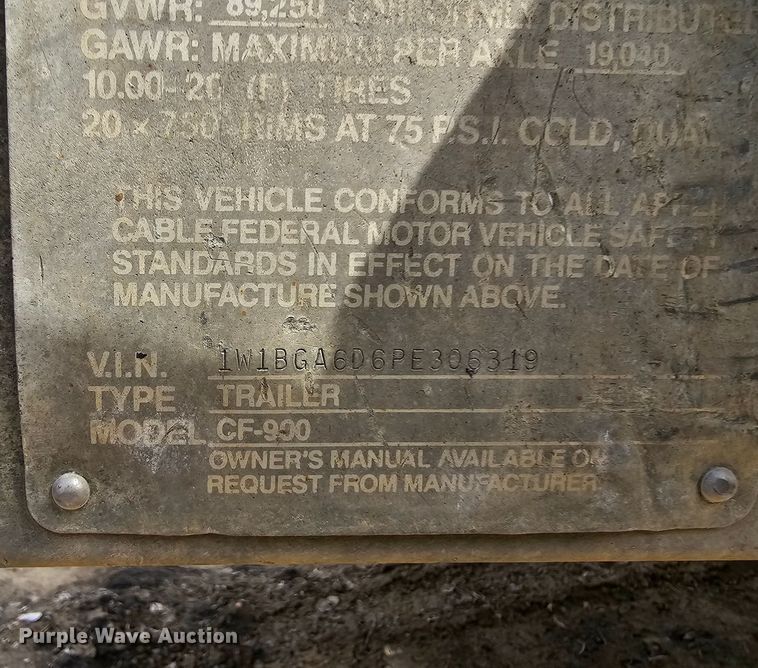 GVWR: 89,250 UNIFORMLY DISTRIBUTED
GAWR: MAXIMUM PER AXLE 19,040
10.00-20 (F) TIRES
20 × 7.50 RIMS AT 75 P.S.I. COLD, DUAL
THIS VEHICLE CONFORMS TO ALL APPLI-
CABLE FEDERAL MOTOR VEHICLE SAFETY
STANDARDS IN EFFECT ON THE DATE OF
MANUFACTURE SHOWN ABOVE.
V.I.N. 1W1BGA6D6PE306319
TYPE TRAILER
MODEL CF-900
OWNER'S MANUAL AVAILABLE ON
REQUEST FROM MANUFACTURER
Purple Wave Auction